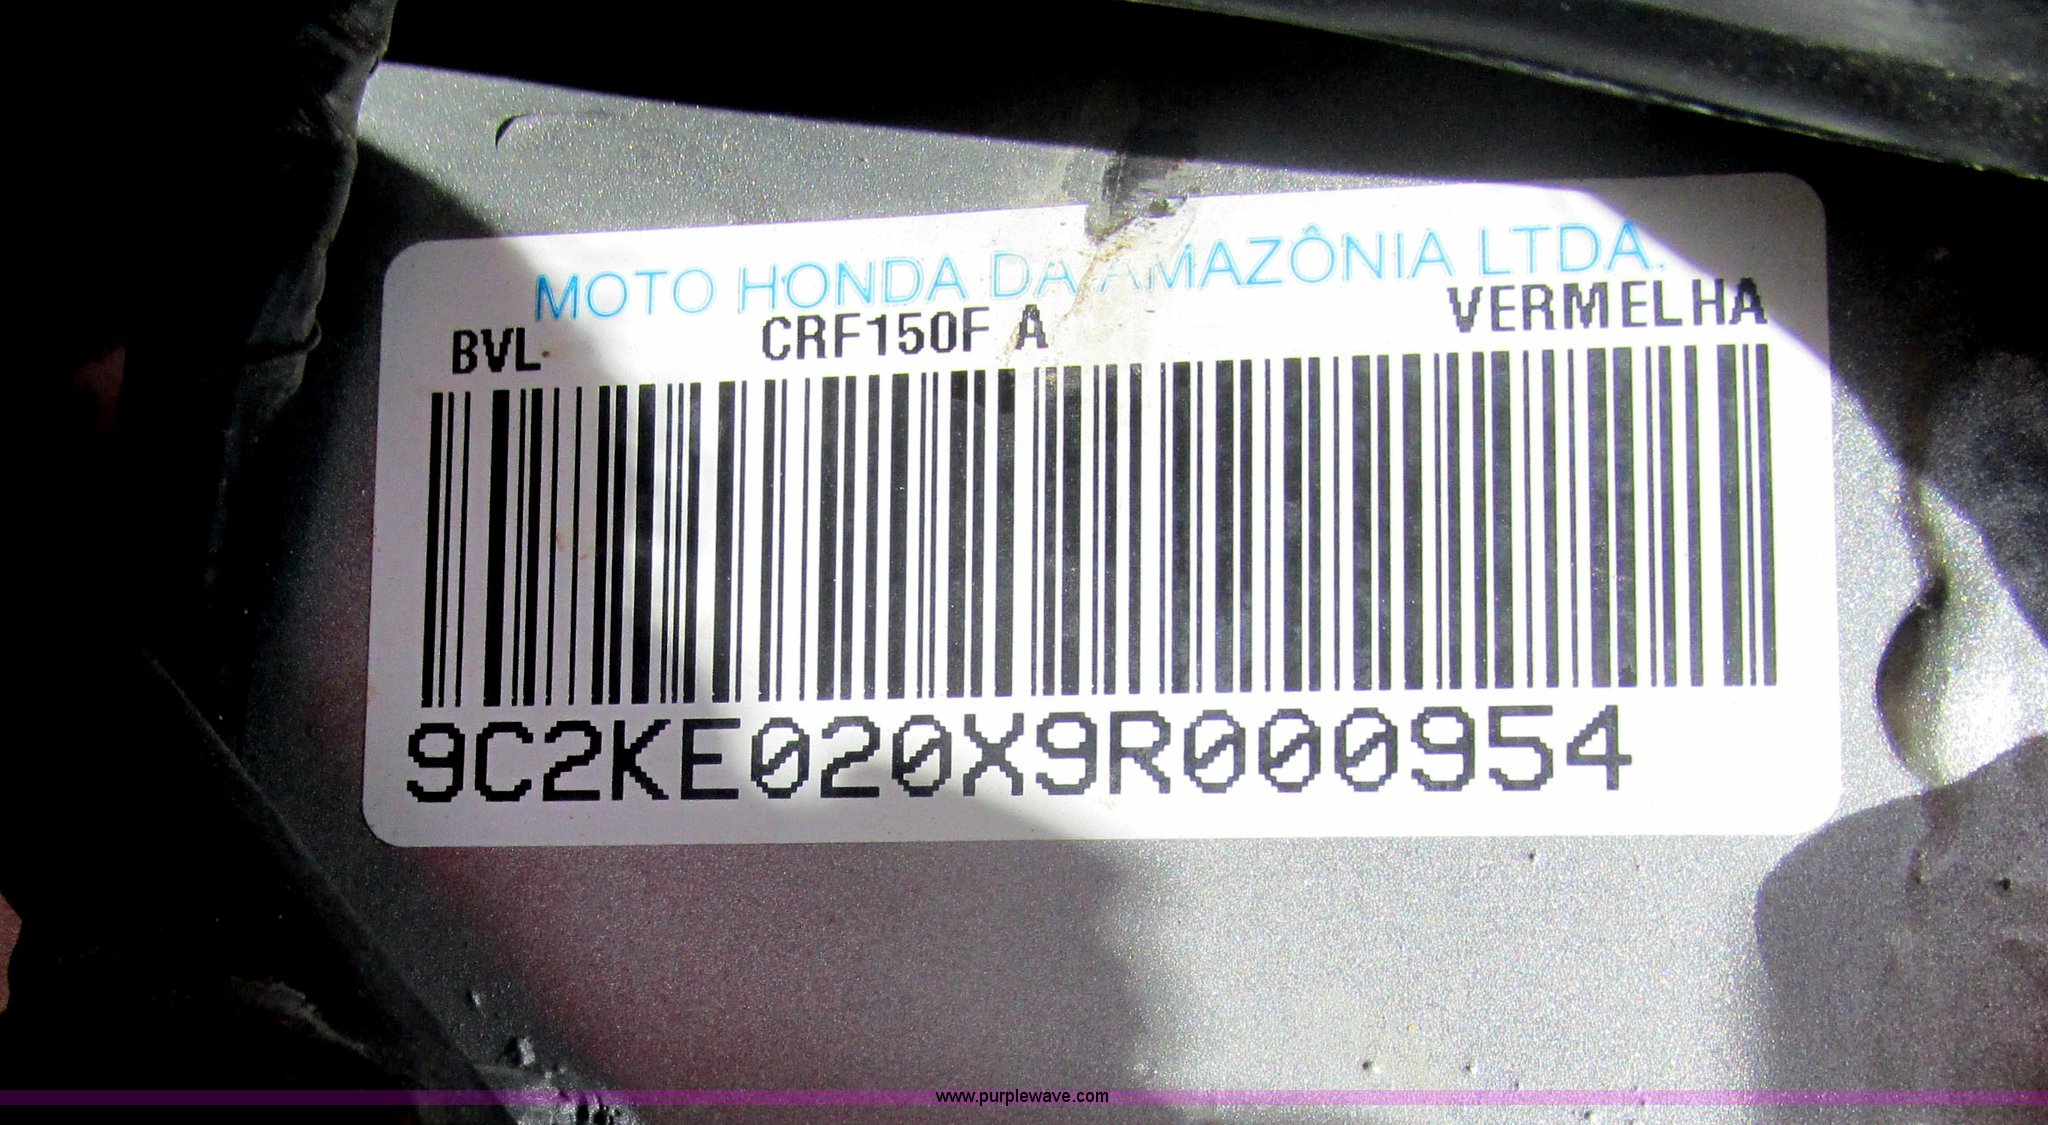 MOTO HONDA DA AMAZÔNIA LTDA.
BVL CRF150F A VERMELHA
9C2KE020X9R000954
www.purplewave.com